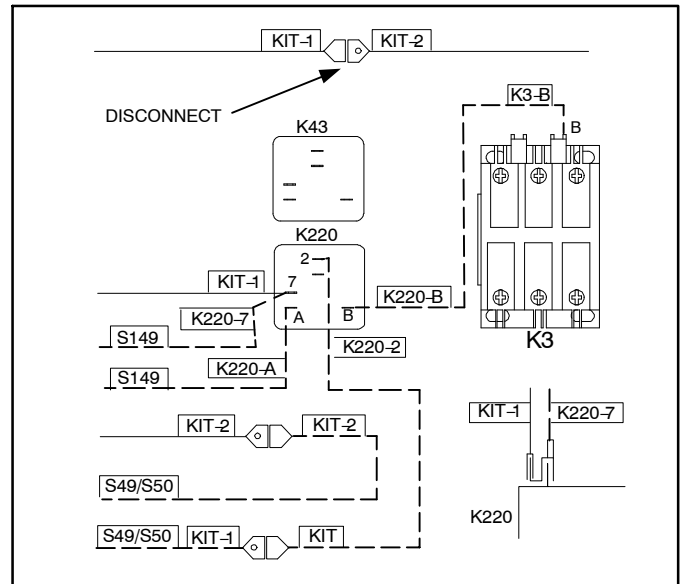 KIT-1 KIT-2
DISCONNECT
K3-B
B
K43
K220
2
KIT-1 7
K220-7 A B K220-B
K3
S149 K220-2
K220-A
S149
KIT-1 K220-7
KIT-2 KIT-2
S49/S50
K220
S49/S50 KIT-1 KIT